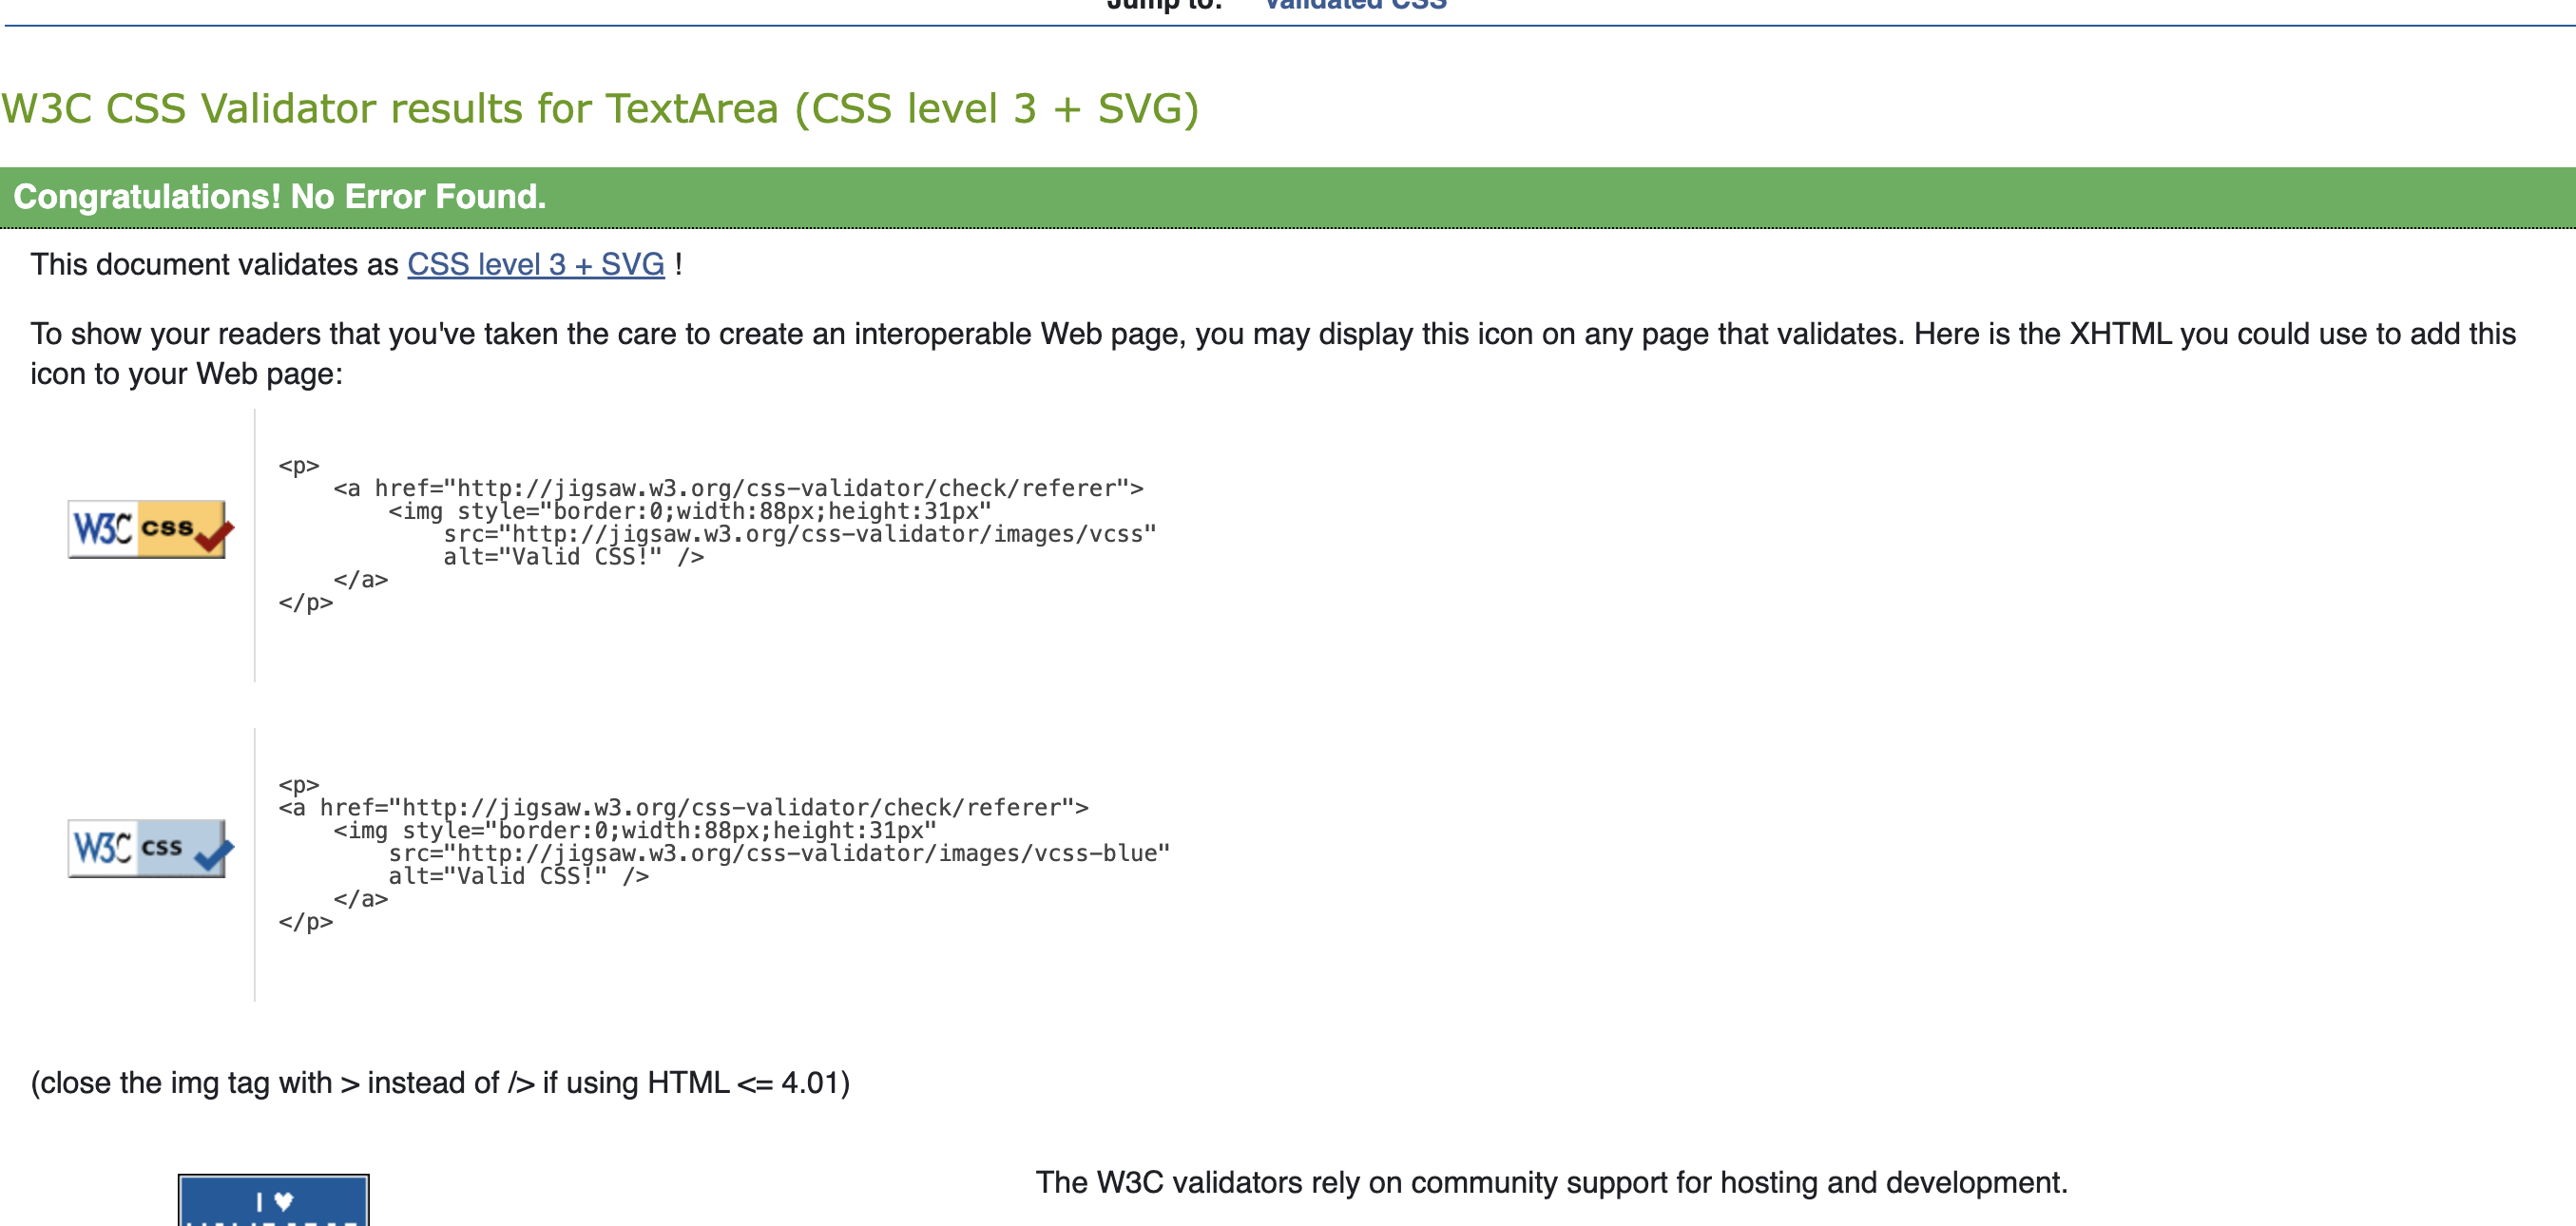 Jump to: Validated CSS
W3C CSS Validator results for TextArea (CSS level 3 + SVG)
Congratulations! No Error Found.
This document validates as CSS level 3 + SVG !
To show your readers that you've taken the care to create an interoperable Web page, you may display this icon on any page that validates. Here is the XHTML you could use to add this
icon to your Web page:
<p>
<a href="http://jigsaw.w3.org/css-validator/check/referer">
<img style="border:0;width:88px;height:31px"
W3C css
src="http://jigsaw.w3.org/css-validator/images/vcss"
alt="Valid CSS!" />
</a>
</p>
<p>
<a href="http://jigsaw.w3.org/css-validator/check/referer">
<img style="border:0;width:88px;height:31px"
W3C css
src="http://jigsaw.w3.org/css-validator/images/vcss-blue"
alt="Valid CSS!" />
</a>
</p>
(close the img tag with > instead of /> if using HTML <= 4.01)
I ♥
The W3C validators rely on community support for hosting and development.